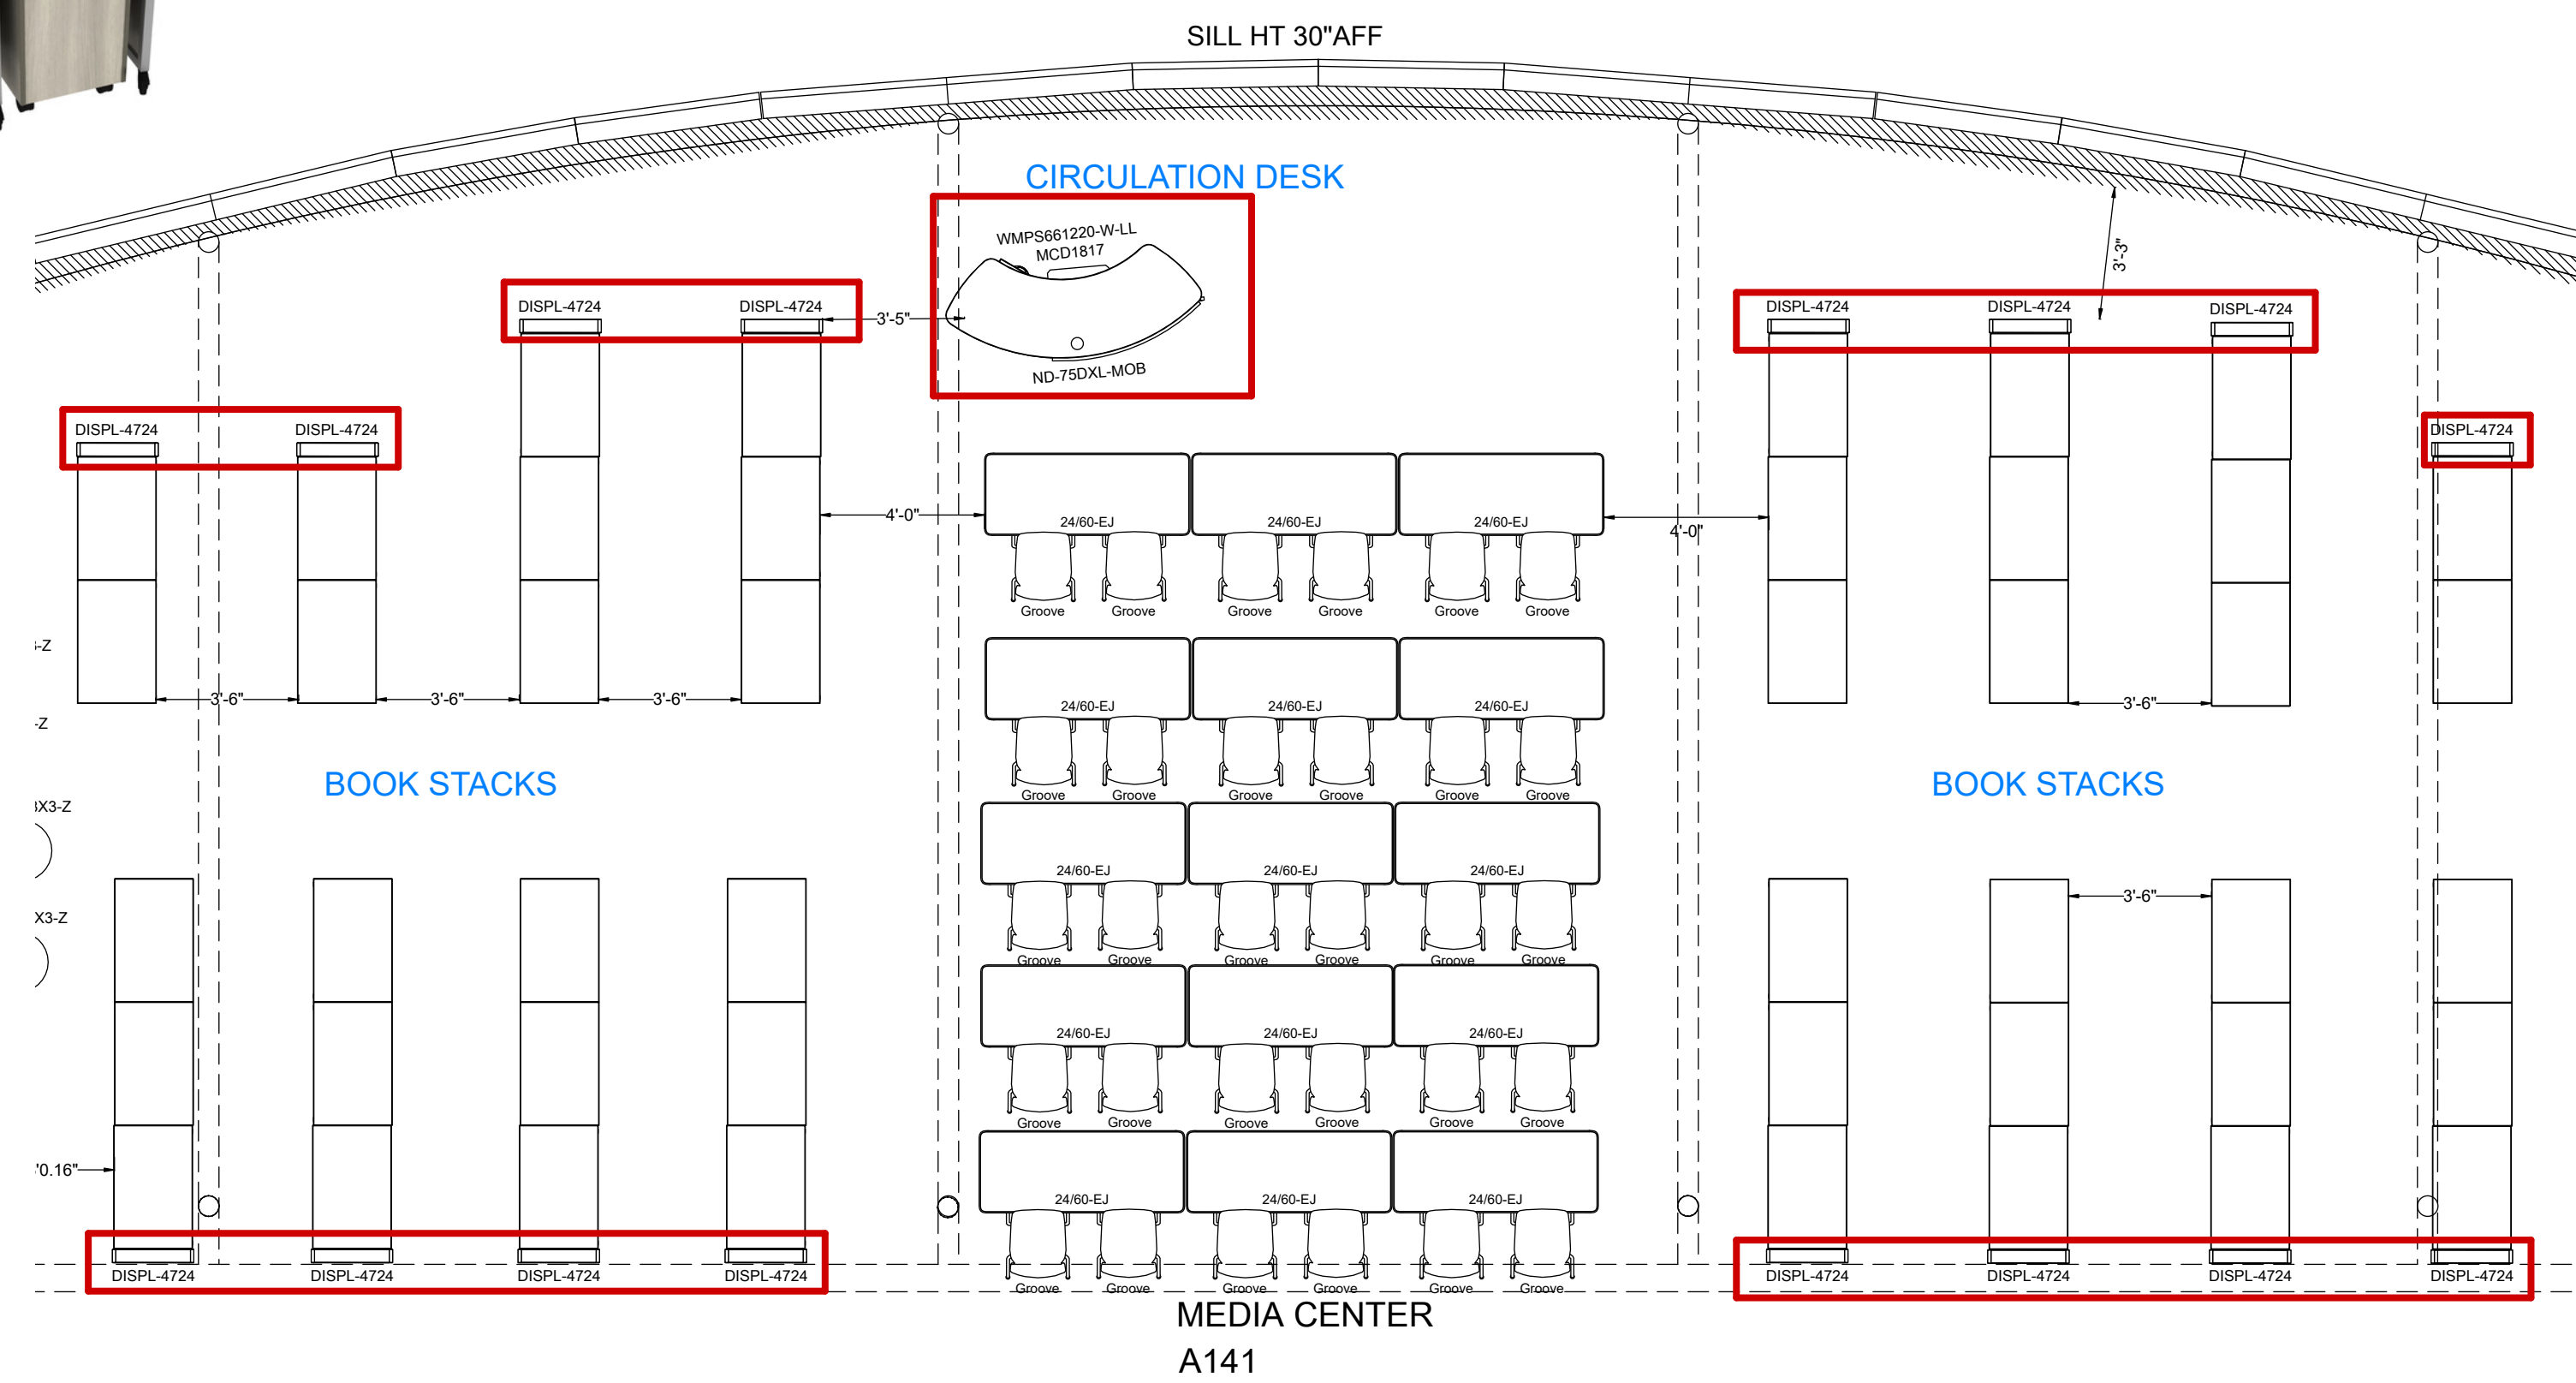 SILL HT 30"AFF
CIRCULATION DESK
WMPS661220-W-LL
MCD1817
ND-75DXL-MOB
3'-3"
DISPL-4724 DISPL-4724
3'-5"
DISPL-4724 DISPL-4724 DISPL-4724
DISPL-4724 DISPL-4724
DISPL-4724
4'-0"
4'-0"
24/60-EJ 24/60-EJ 24/60-EJ
Groove Groove Groove Groove Groove Groove
-Z
3'-6" 3'-6" 3'-6"
3'-6"
24/60-EJ 24/60-EJ 24/60-EJ
-Z
BOOK STACKS
BOOK STACKS
Groove Groove Groove Groove Groove Groove
X3-Z
24/60-EJ 24/60-EJ 24/60-EJ
3'-6"
X3-Z
Groove Groove Groove Groove Groove Groove
24/60-EJ 24/60-EJ 24/60-EJ
Groove Groove Groove Groove Groove Groove
'0.16"
24/60-EJ 24/60-EJ 24/60-EJ
DISPL-4724 DISPL-4724 DISPL-4724 DISPL-4724
DISPL-4724 DISPL-4724 DISPL-4724 DISPL-4724
Groove Groove Groove Groove Groove Groove
MEDIA CENTER
A141